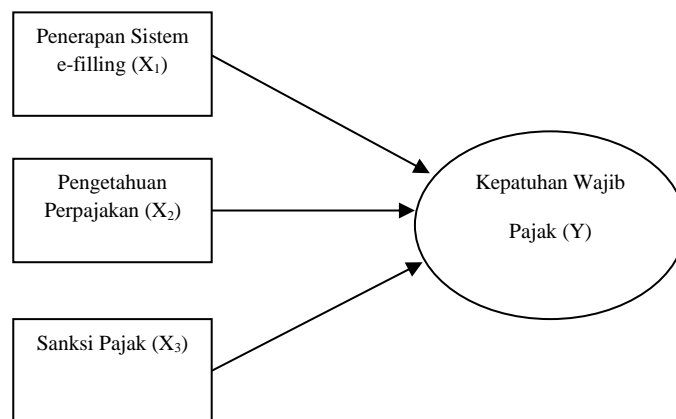 Penerapan Sistem
e-filling (X₁)
Pengetahuan
Perpajakan (X₂)
Sanksi Pajak (X₃)
Kepatuhan Wajib
Pajak (Y)